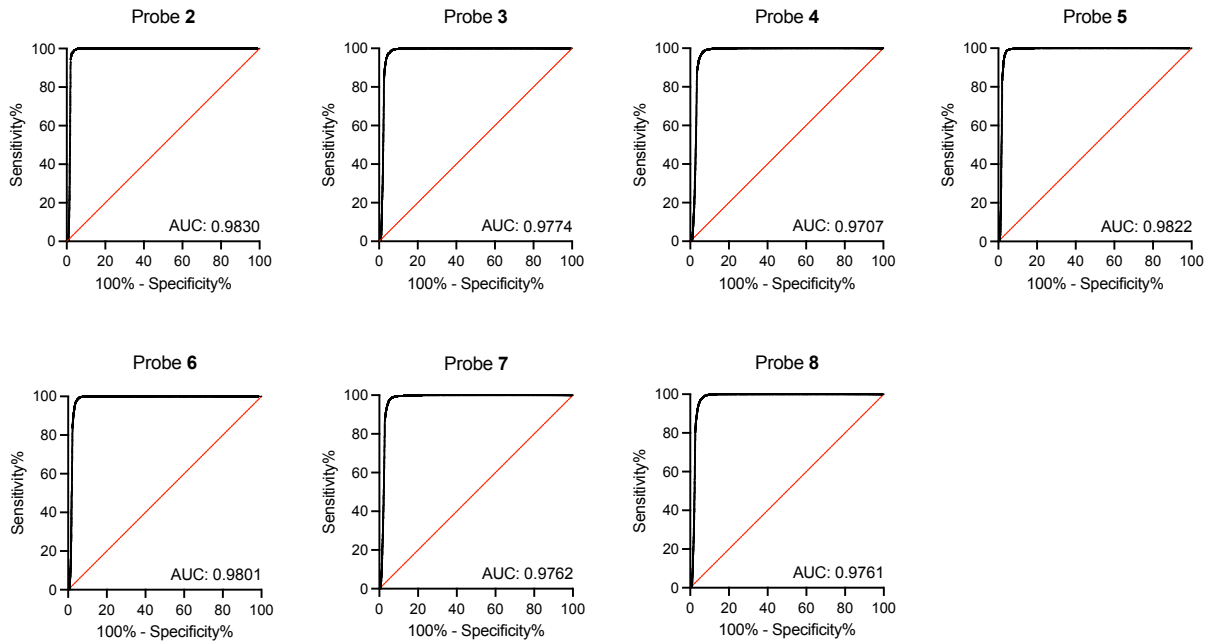 Probe 2
100
80
60
40
20
0
Sensitivity%
AUC: 0.9830
0 20 40 60 80 100
100% - Specificity%
Probe 3
100
80
60
40
20
0
Sensitivity%
AUC: 0.9774
0 20 40 60 80 100
100% - Specificity%
Probe 4
100
80
60
40
20
0
Sensitivity%
AUC: 0.9707
0 20 40 60 80 100
100% - Specificity%
Probe 5
100
80
60
40
20
0
Sensitivity%
AUC: 0.9822
0 20 40 60 80 100
100% - Specificity%
Probe 6
100
80
60
40
20
0
Sensitivity%
AUC: 0.9801
0 20 40 60 80 100
100% - Specificity%
Probe 7
100
80
60
40
20
0
Sensitivity%
AUC: 0.9762
0 20 40 60 80 100
100% - Specificity%
Probe 8
100
80
60
40
20
0
Sensitivity%
AUC: 0.9761
0 20 40 60 80 100
100% - Specificity%